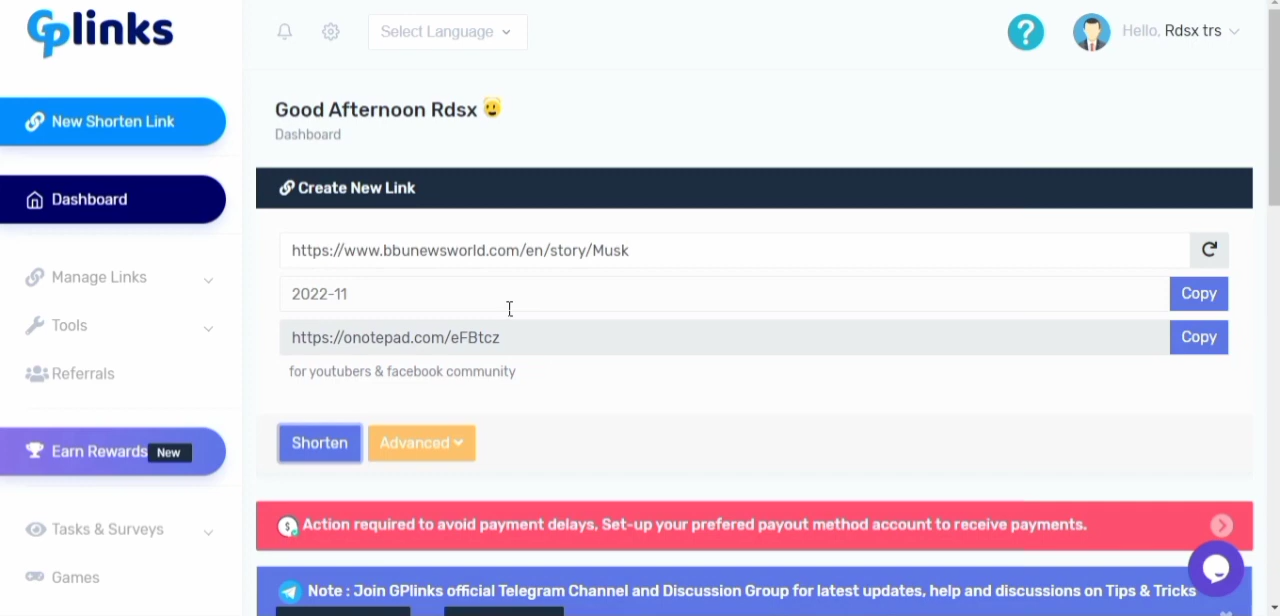 GPlinks
Select Language
?
Hello, Rdsx trs
New Shorten Link
Dashboard
Manage Links
Tools
Referrals
Earn Rewards New
Tasks & Surveys
Games
Good Afternoon Rdsx
Dashboard
Create New Link
https://www.bbunewsworld.com/en/story/Musk
2022-11
Copy
https://onotepad.com/eFBtcz
Copy
for youtubers & facebook community
Shorten
Advanced
$ Action required to avoid payment delays, Set-up your prefered payout method account to receive payments.
Note : Join GPlinks official Telegram Channel and Discussion Group for latest updates, help and discussions on Tips & Tricks